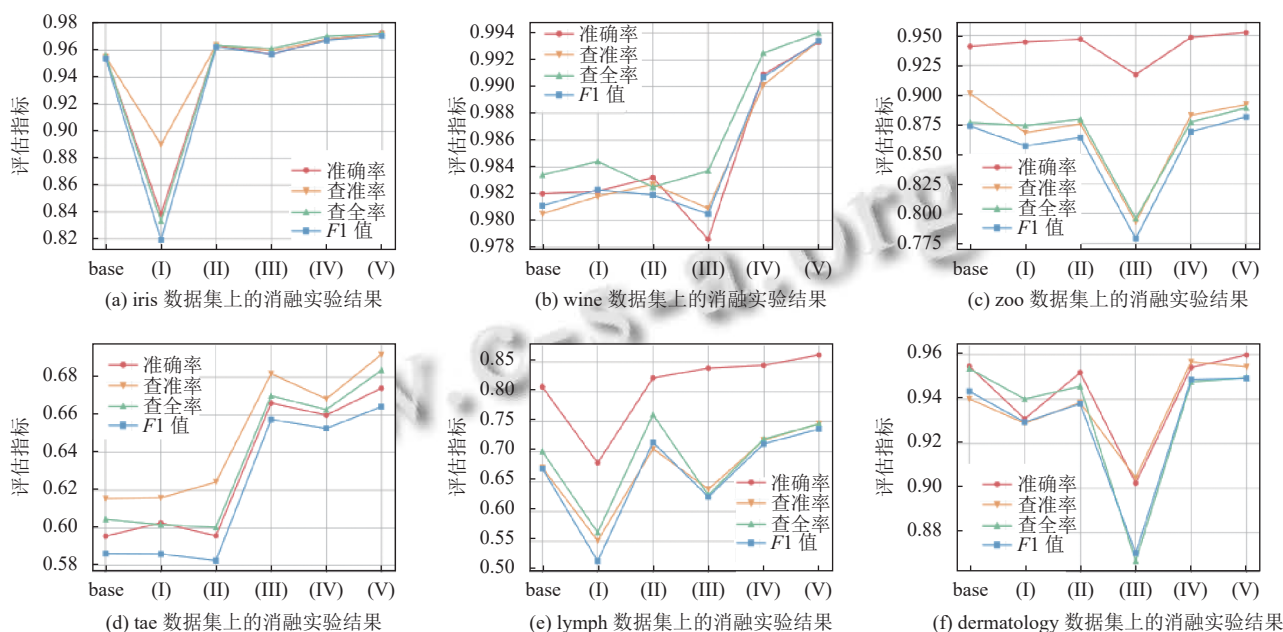 0.98
0.96
0.94
0.92
0.90
0.88
0.86
0.84
0.82
评估指标
准确率
查准率
查全率
F1 值
base (I) (II) (III) (IV) (V)
(a) iris 数据集上的消融实验结果
0.994
0.992
0.990
0.988
0.986
0.984
0.982
0.980
0.978
评估指标
准确率
查准率
查全率
F1 值
base (I) (II) (III) (IV) (V)
(b) wine 数据集上的消融实验结果
0.950
0.925
0.900
0.875
0.850
0.825
0.800
0.775
评估指标
准确率
查准率
查全率
F1 值
base (I) (II) (III) (IV) (V)
(c) zoo 数据集上的消融实验结果
0.68
0.66
0.64
0.62
0.60
0.58
评估指标
准确率
查准率
查全率
F1 值
base (I) (II) (III) (IV) (V)
(d) tae 数据集上的消融实验结果
0.85
0.80
0.75
0.70
0.65
0.60
0.55
0.50
评估指标
准确率
查准率
查全率
F1 值
base (I) (II) (III) (IV) (V)
(e) lymph 数据集上的消融实验结果
0.96
0.94
0.92
0.90
0.88
评估指标
准确率
查准率
查全率
F1 值
base (I) (II) (III) (IV) (V)
(f) dermatology 数据集上的消融实验结果
w.c-s-a.org